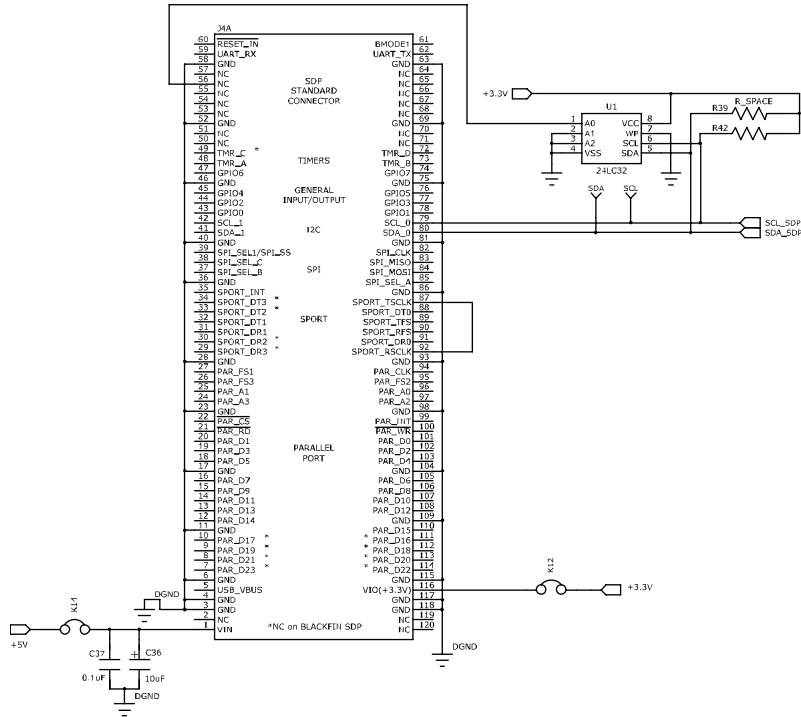 J4A
60 RESET_IN BMODE1 61
59 UART_RX UART_TX 62
58 GND GND 63
57 NC NC 64
56 NC NC 65
55 NC NC 66
54 NC NC 67
53 NC NC 68
52 GND GND 69
51 NC NC 70
50 NC NC 71
49 TMR_C * TMR_D 72
48 TMR_A TMR_B 73
47 GPIO6 GPIO7 74
46 GND GND 75
45 GPIO4 GPIO5 76
44 GPIO2 GPIO3 77
43 GPIO0 GPIO1 78
42 SCL_1 SCL_0 79
41 SDA_1 SDA_0 80
40 GND GND 81
39 SPI_SEL1/SPI_SS SPI_CLK 82
38 SPI_SEL_C SPI_MISO 83
37 SPI_SEL_B SPI_MOSI 84
36 GND SPI_SEL_A 85
35 SPORT_INT GND 86
34 SPORT_DT3 * SPORT_TSCLK 87
33 SPORT_DT2 * SPORT_DT0 88
32 SPORT_DT1 SPORT_TFS 89
31 SPORT_DR1 SPORT_RFS 90
30 SPORT_DR2 * SPORT_DR0 91
29 SPORT_DR3 * SPORT_RSCLK 92
28 GND GND 93
27 PAR_FS1 PAR_CLK 94
26 PAR_FS3 PAR_FS2 95
25 PAR_A1 PAR_A0 96
24 PAR_A3 PAR_A2 97
23 GND GND 98
22 PAR_CS PAR_INT 99
21 PAR_RD PAR_WR 100
20 PAR_D1 PAR_D0 101
19 PAR_D3 PAR_D2 102
18 PAR_D5 PAR_D4 103
17 GND GND 104
16 PAR_D7 PAR_D6 105
15 PAR_D9 PAR_D8 106
14 PAR_D11 PAR_D10 107
13 PAR_D13 PAR_D12 108
12 PAR_D14 GND 109
11 GND PAR_D15 110
10 PAR_D17 * * PAR_D16 111
9 PAR_D19 * * PAR_D18 112
8 PAR_D21 * * PAR_D20 113
7 PAR_D23 * * PAR_D22 114
6 GND GND 115
5 USB_VBUS VIO(+3.3V) 116
4 GND GND 117
3 GND GND 118
2 NC NC 119
1 VIN *NC on BLACKFIN SDP NC 120
SDP
STANDARD
CONNECTOR
TIMERS
GENERAL
INPUT/OUTPUT
I2C
SPI
SPORT
PARALLEL
PORT
+3.3V
U1
1 A0 VCC 8
2 A1 WP 7
3 A2 SCL 6
4 VSS SDA 5
24LC32
R39 R_SPACE
R42
SDA SCL
SCL_SDP
SDA_SDP
K12
+3.3V
DGND
DGND
K14
+5V
C37 + C36
0.1uF 10uF
DGND